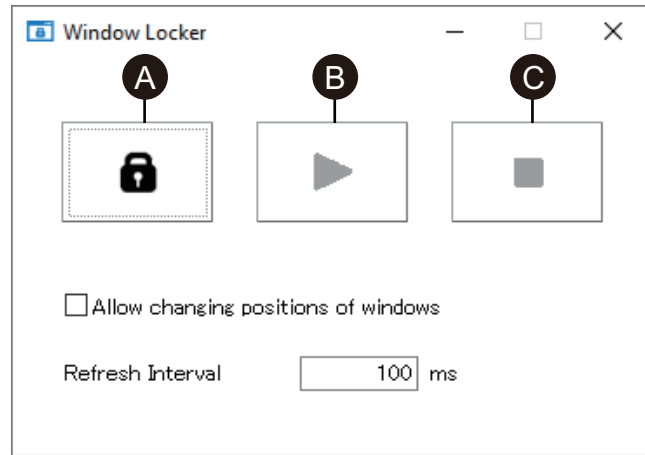 Window Locker
A B C
Allow changing positions of windows
Refresh Interval 100 ms